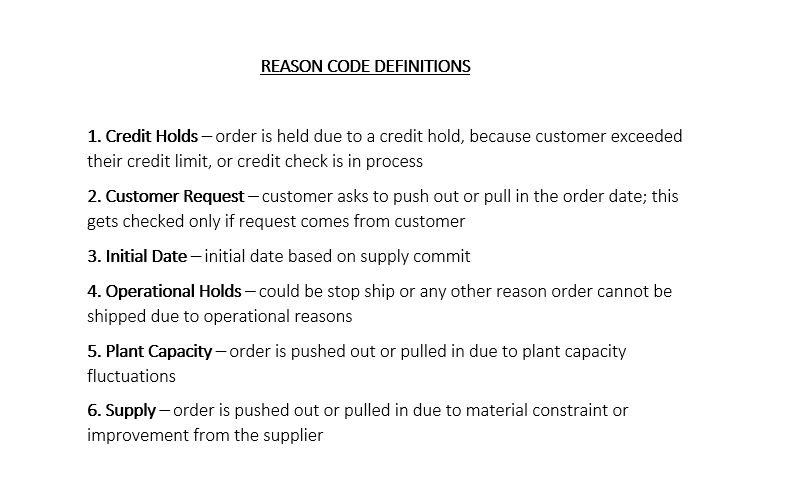 REASON CODE DEFINITIONS
1. Credit Holds – order is held due to a credit hold, because customer exceeded
their credit limit, or credit check is in process
2. Customer Request – customer asks to push out or pull in the order date; this
gets checked only if request comes from customer
3. Initial Date – initial date based on supply commit
4. Operational Holds – could be stop ship or any other reason order cannot be
shipped due to operational reasons
5. Plant Capacity – order is pushed out or pulled in due to plant capacity
fluctuations
6. Supply – order is pushed out or pulled in due to material constraint or
improvement from the supplier